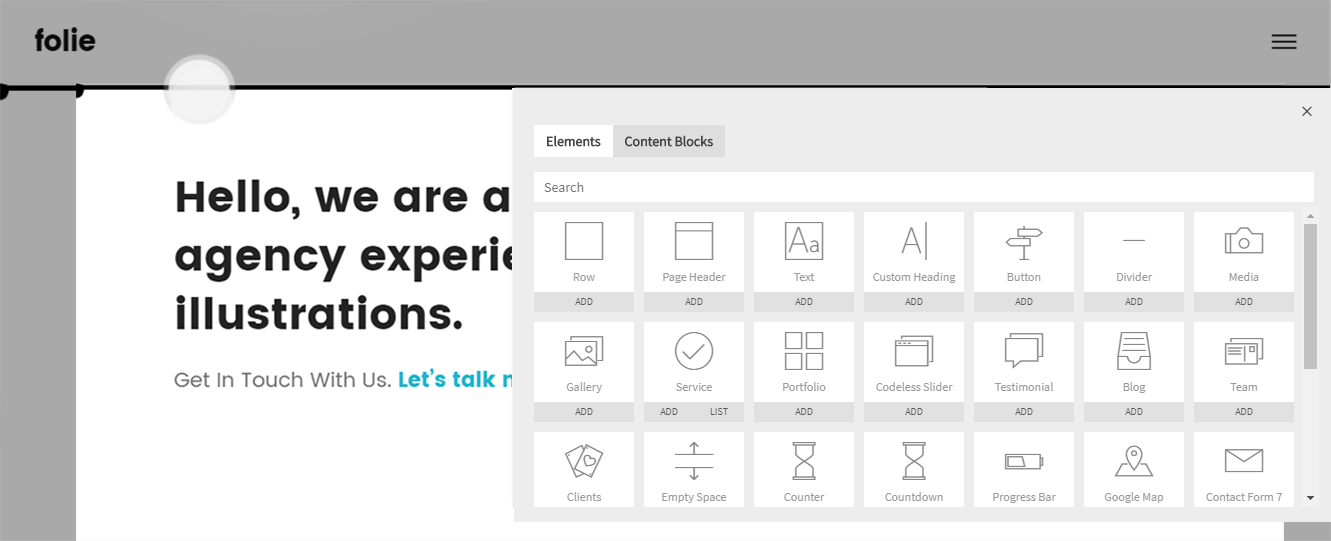 folie
Hello, we are a
agency experie
illustrations.
Get In Touch With Us. Let's talk
Elements Content Blocks
Search
Row Page Header Text Custom Heading Button Divider Media
ADD ADD ADD ADD ADD ADD ADD
Gallery Service Portfolio Codeless Slider Testimonial Blog Team
ADD ADD LIST ADD ADD ADD ADD ADD
Clients Empty Space Counter Countdown Progress Bar Google Map Contact Form 7